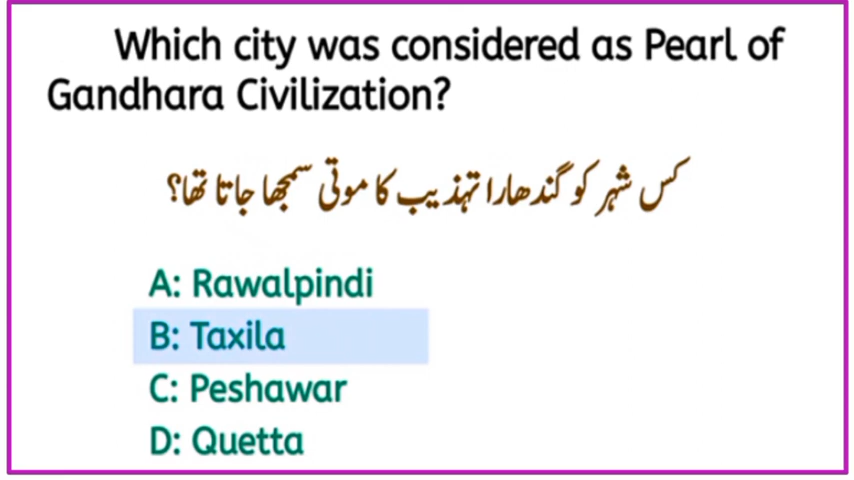 Which city was considered as Pearl of
Gandhara Civilization?
کس شہر کو گندھارا تہذیب کا موتی سمجھا جاتا تھا؟
A: Rawalpindi
B: Taxila
C: Peshawar
D: Quetta